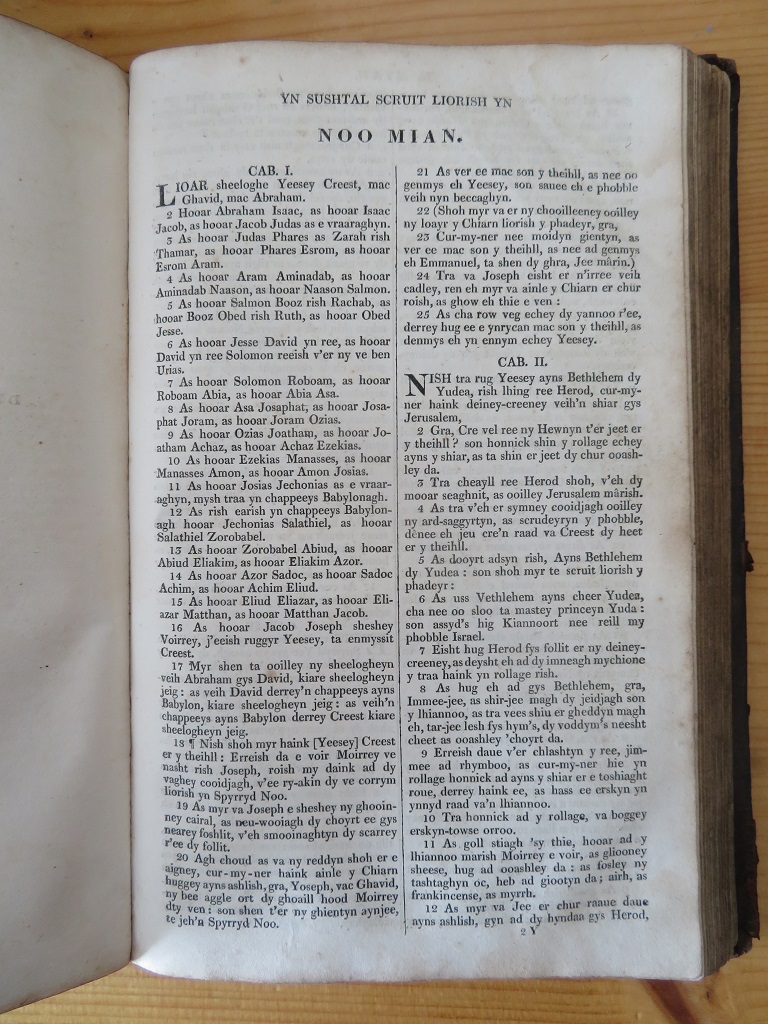 YN SUSHTAL SCRUIT LIORISH YN
NOO MIAN.
CAB. I.
LIOAR sheeloghe Yeesey Creest, mac
Ghavid, mac Abraham.
2 Hooar Abraham Isaac, as hooar Isaac
Jacob, as hooar Jacob Judas as e vraaraghyn.
3 As hooar Judas Phares as Zarah rish
Thamar, as hooar Phares Esrom, as hooar
Esrom Aram.
4 As hooar Aram Aminadab, as hooar
Aminadab Naason, as hooar Naason Salmon.
5 As hooar Salmon Booz rish Rachab, as
hooar Booz Obed rish Ruth, as hooar Obed
Jesse.
6 As hooar Jesse David yn ree, as hooar
David yn ree Solomon reeish v'er ny ve ben
Urias.
7 As hooar Solomon Roboam, as hooar
Roboam Abia, as hooar Abia Asa.
8 As hooar Asa Josaphat, as hooar Josa-
phat Joram, as hooar Joram Ozias.
9 As hooar Ozias Joatham, as hooar Jo-
atham Achaz, as hooar Achaz Ezekias.
10 As hooar Ezekias Manasses, as hooar
Manasses Amon, as hooar Amon Josias.
11 As hooar Josias Jechonias as e vraar-
aghyn, mysh traa yn chappeeys Babylonagh.
12 As rish earish yn chappeeys Babylon-
agh hooar Jechonias Salathiel, as hooar
Salathiel Zorobabel.
13 As hooar Zorobabel Abiud, as hooar
Abiud Eliakim, as hooar Eliakim Azor.
14 As hooar Azor Sadoc, as hooar Sadoc
Achim, as hooar Achim Eliud.
15 As hooar Eliud Eliazar, as hooar Eli-
azar Matthan, as hooar Matthan Jacob.
16 As hooar Jacob Joseph sheshey
Voirrey, j'eeish ruggyr Yeesey, ta enmyssit
Creest.
17 Myr shen ta ooilley ny sheelogheyn
veih Abraham gys David, kiare sheelogheyn
jeig : as veih David derrey'n chappeeys ayns
Babylon, kiare sheelogheyn jeig : as veih'n
chappeeys ayns Babylon derrey Creest kiare
sheelogheyn jeig.
18 ¶ Nish shoh myr haink [Yeesey] Creest
er y theihll : Erreish da e voir Moirrey ve
nasht rish Joseph, roish my daink ad dy
vaghey cooidjagh, v'ee ry-akin dy ve corrym
liorish yn Spyrryd Noo.
19 As myr va Joseph e sheshey ny ghooin-
ney cairal, as neu-wooiagh dy choyrt ee gys
nearey foshlit, v'eh smooinaghtyn dy scarrey
r'ee dy follit.
20 Agh choud as va ny reddyn shoh er e
aigney, cur-my-ner haink ainle y Chiarn
huggey ayns ashlish, gra, Yoseph, vac Ghavid,
ny bee aggle ort dy ghoaill hood Moirrey
dty ven : son shen t'er ny ghientyn aynjee,
te jeh'n Spyrryd Noo.
21 As ver ee mac son y theihll, as nee oo
genmys eh Yeesey, son sauee eh e phobble
veih nyn beccaghyn.
22 (Shoh myr va er ny chooilleeney ooilley
ny loayr y Chiarn liorish y phadeyr, gra,
23 Cur-my-ner nee moidyn gientyn, as
ver ee mac son y theihll, as nee ad genmys
eh Emmanuel, ta shen dy ghra, Jee mârin.)
24 Tra va Joseph eisht er n'irree veih
cadley, ren eh myr va ainle y Chiarn er chur
roish, as ghow eh thie e ven :
25 As cha row veg echey dy yannoo r'ee,
derrey hug ee e ynrycan mac son y theihll, as
denmys eh yn ennym echey Yeesey.
CAB. II.
NISH tra rug Yeesey ayns Bethlehem dy
Yudea, rish lhing ree Herod, cur-my-
ner haink deiney-creeney veih'n shiar gys
Jerusalem,
2 Gra, Cre vel ree ny Hewnyn t'er jeet er
y theihll ? son honnick shin y rollage echey
ayns y shiar, as ta shin er jeet dy chur ooash-
ley da.
3 Tra cheayll ree Herod shoh, v'eh dy
mooar seaghnit, as ooilley Jerusalem mârish.
4 As tra v'eh er symney cooidjagh ooilley
ny ard-saggyrtyn, as scrudeyryn y phobble,
dênee eh jeu cre'n raad va Creest dy heet
er y theihll.
5 As dooyrt adsyn rish, Ayns Bethlehem
dy Yudea : son shoh myr te scruit liorish y
phadeyr :
6 As uss Vethlehem ayns cheer Yudea,
cha nee oo sloo ta mastey princeyn Yuda :
son assyd's hig Kiannoort nee reill my
phobble Israel.
7 Eisht hug Herod fys follit er ny deiney-
creeney, as deysht eh ad dy imneagh mychione
y traa haink yn rollage rish.
8 As hug eh ad gys Bethlehem, gra,
Immee-jee, as shir-jee magh dy jeidjagh son
y lhiannoo, as tra vees shiu er gheddyn magh
eh, tar-jee lesh fys hym's, dy voddym's neesht
cheet as ooashley 'choyrt da.
9 Erreish daue v'er chlashtyn y ree, jim-
mee ad rhymboo, as cur-my-ner hie yn
rollage honnick ad ayns y shiar er e toshiaght
roue, derrey haink ee, as hass ee erskyn yn
ynnyd raad va'n lhiannoo.
10 Tra honnick ad y rollage, va boggey
erskyn-towse orroo.
11 As goll stiagh 'sy thie, hooar ad y
lhiannoo marish Moirrey e voir, as gliooney
sheese, hug ad ooashley da : as fosley ny
tashtaghyn oc, heb ad giootyn da; airh, as
frankincense, as myrrh.
12 As myr va Jee er chur raaue daue
ayns ashlish, gyn ad dy hyndaa gys Herod,
2 Y